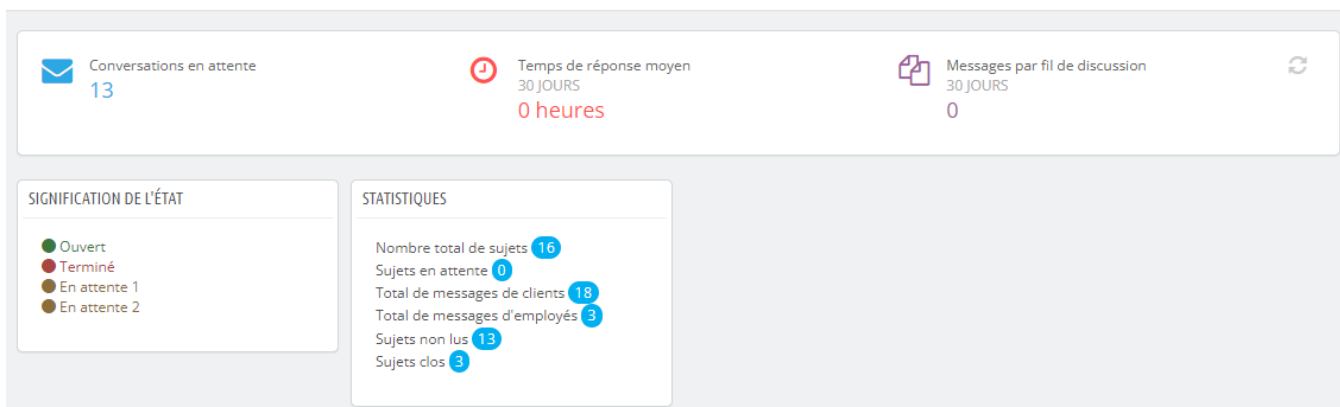 Conversations en attente
13
Temps de réponse moyen
30 JOURS
0 heures
Messages par fil de discussion
30 JOURS
0
SIGNIFICATION DE L'ÉTAT
Ouvert
Terminé
En attente 1
En attente 2
STATISTIQUES
Nombre total de sujets 16
Sujets en attente 0
Total de messages de clients 18
Total de messages d'employés 3
Sujets non lus 13
Sujets clos 3